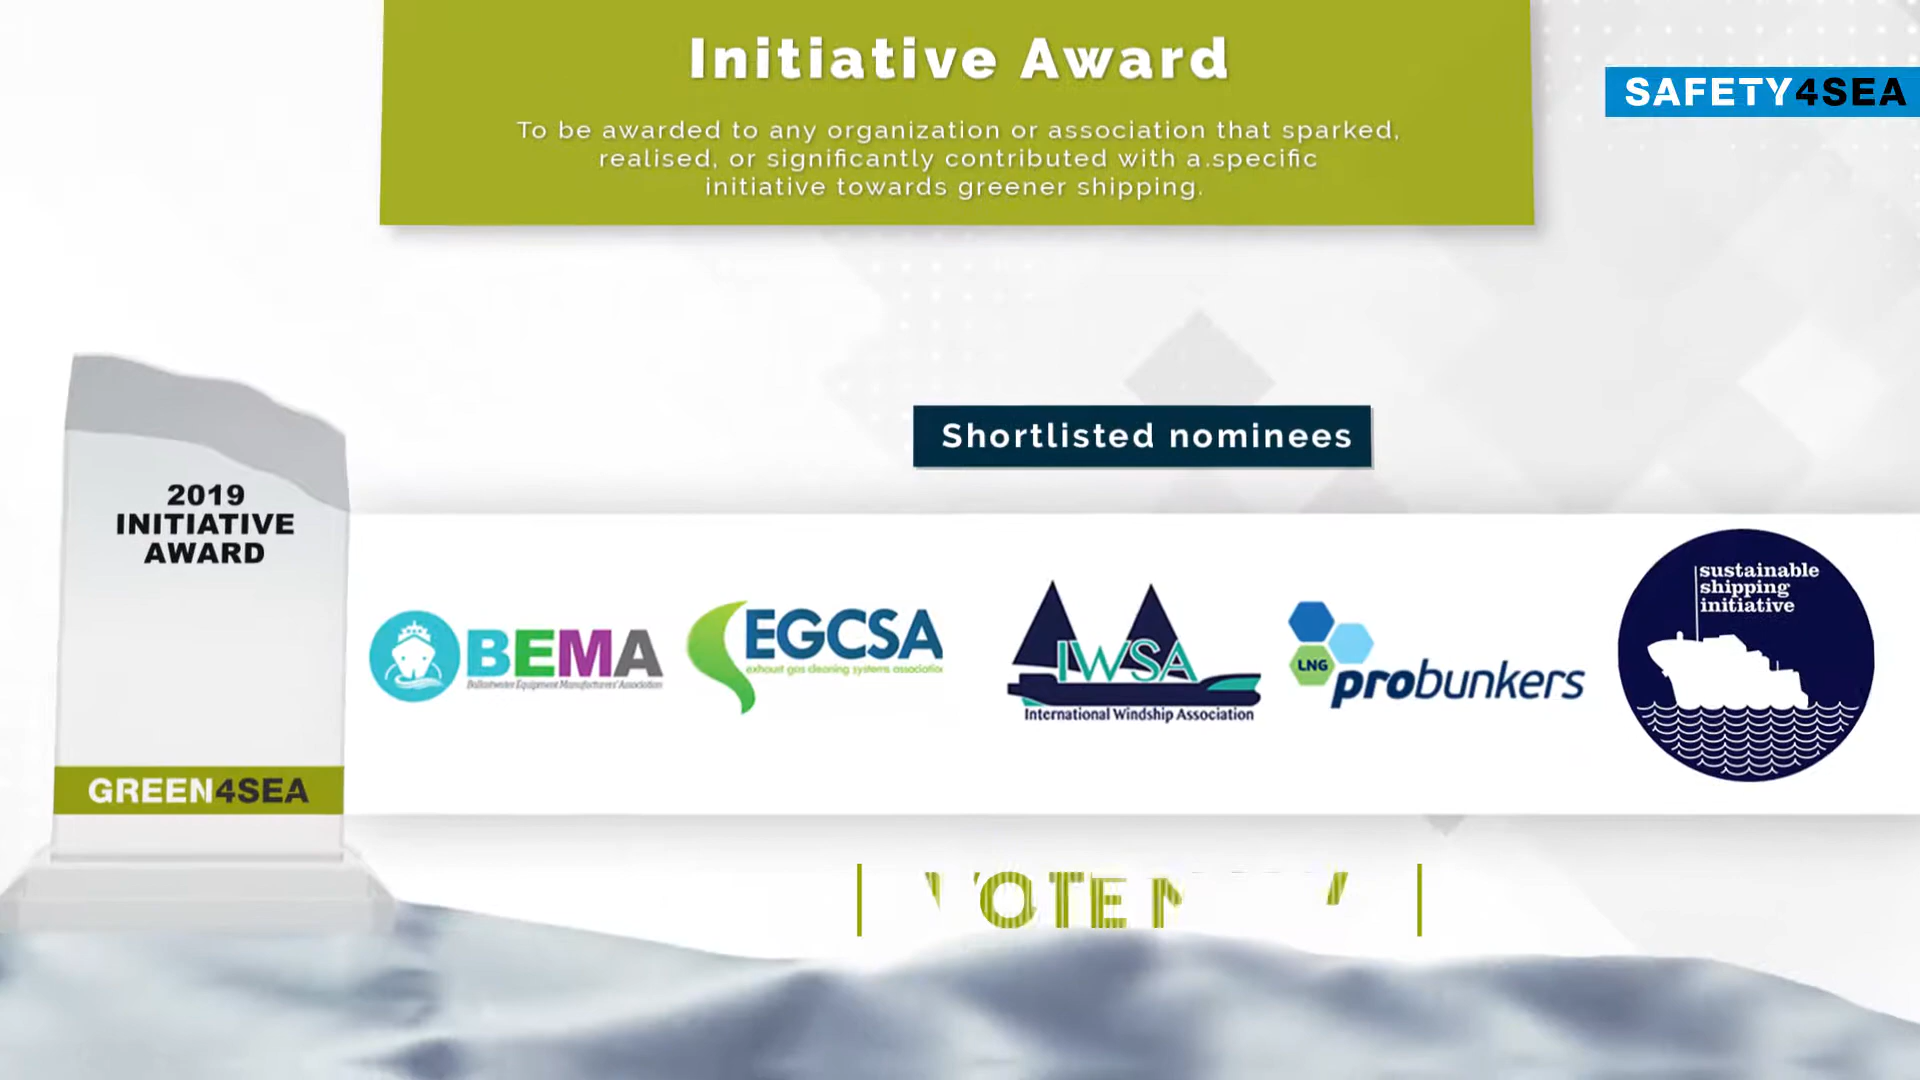 Initiative Award
To be awarded to any organization or association that sparked,
realised, or significantly contributed with a.specific
initiative towards greener shipping.
SAFETY4SEA
Shortlisted nominees
2019
INITIATIVE
AWARD
GREEN4SEA
BEMA
Ballastwater Equipment Manufacturers' Association
EGCSA
exhaust gas cleaning systems associatio
IWSA
International Windship Association
LNG
probunkers
sustainable
shipping
initiative
VOTE N